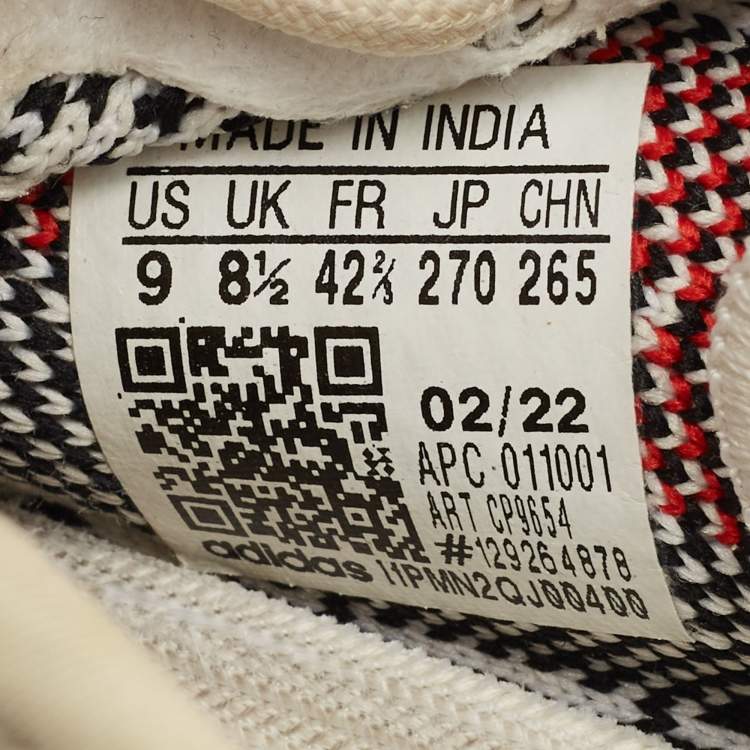 MADE IN INDIA
US UK FR JP CHN
9 8½ 42⅔ 270 265
02/22
APC 011001
ART CP9654
#129264878
adidas 11PMN2QJ00400